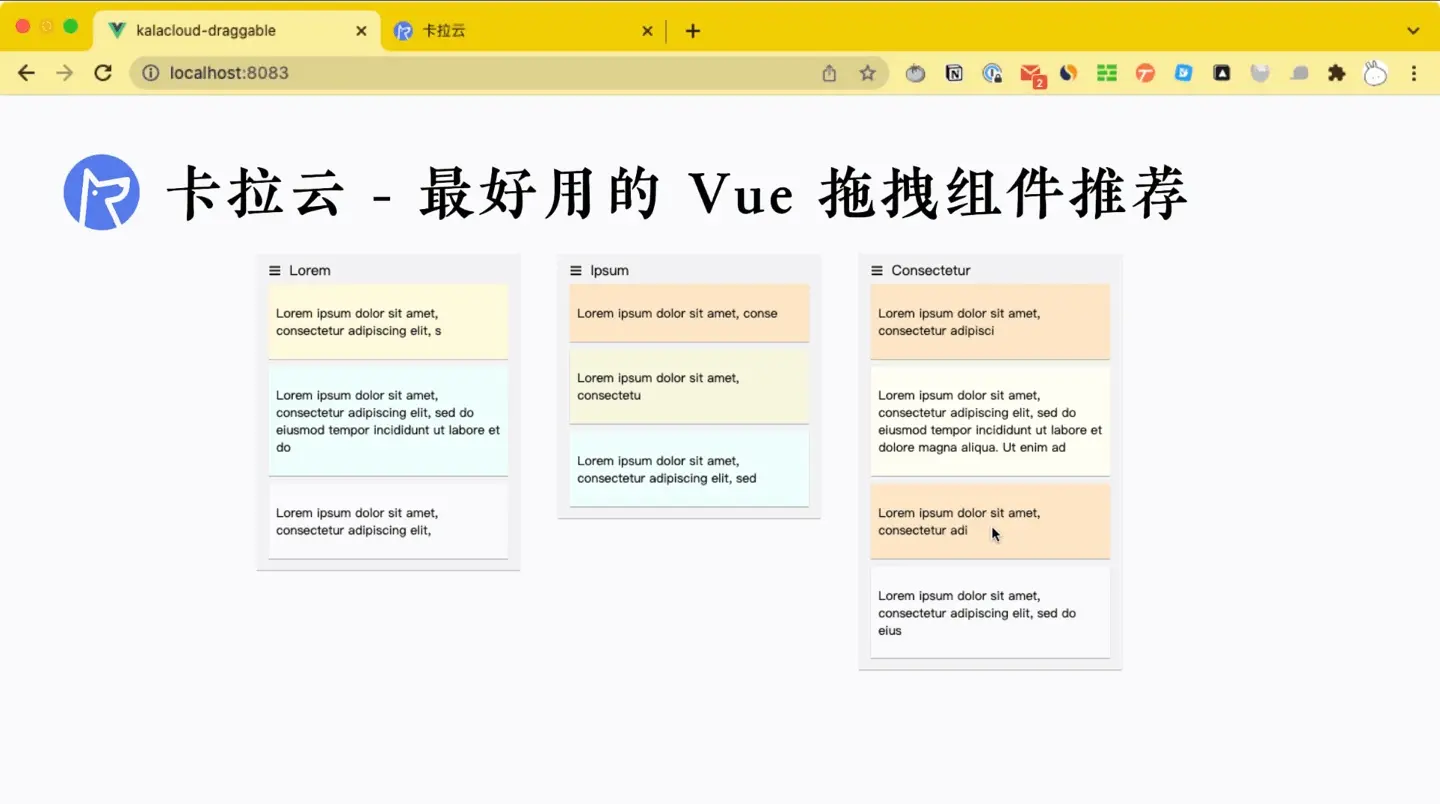 kalacloud-draggable
卡拉云
localhost:8083
2
卡拉云 - 最好用的 Vue 拖拽组件推荐
Lorem
Lorem ipsum dolor sit amet,
consectetur adipiscing elit, s
Lorem ipsum dolor sit amet,
consectetur adipiscing elit, sed do
eiusmod tempor incididunt ut labore et
do
Lorem ipsum dolor sit amet,
consectetur adipiscing elit,
Ipsum
Lorem ipsum dolor sit amet, conse
Lorem ipsum dolor sit amet,
consectetu
Lorem ipsum dolor sit amet,
consectetur adipiscing elit, sed
Consectetur
Lorem ipsum dolor sit amet,
consectetur adipisci
Lorem ipsum dolor sit amet,
consectetur adipiscing elit, sed do
eiusmod tempor incididunt ut labore et
dolore magna aliqua. Ut enim ad
Lorem ipsum dolor sit amet,
consectetur adi
Lorem ipsum dolor sit amet,
consectetur adipiscing elit, sed do
eius